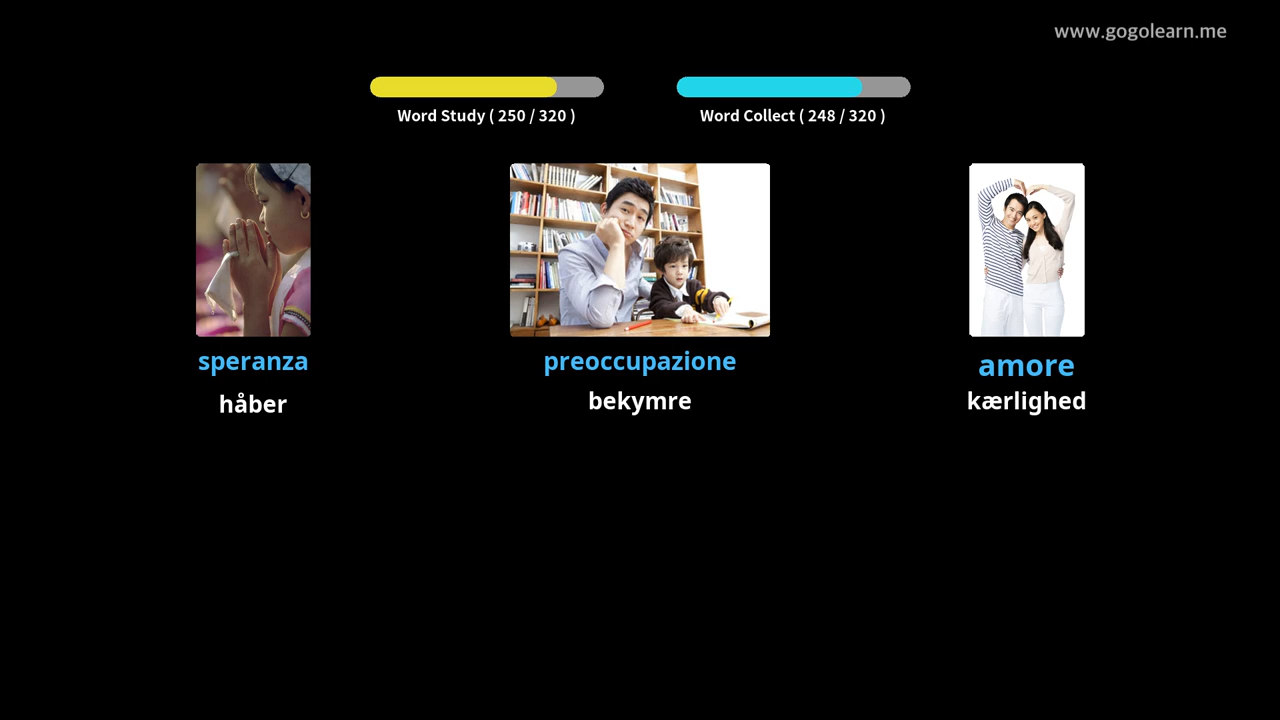 www.gogolearn.me
Word Study ( 250 / 320 )
Word Collect ( 248 / 320 )
speranza
håber
preoccupazione
bekymre
amore
kærlighed